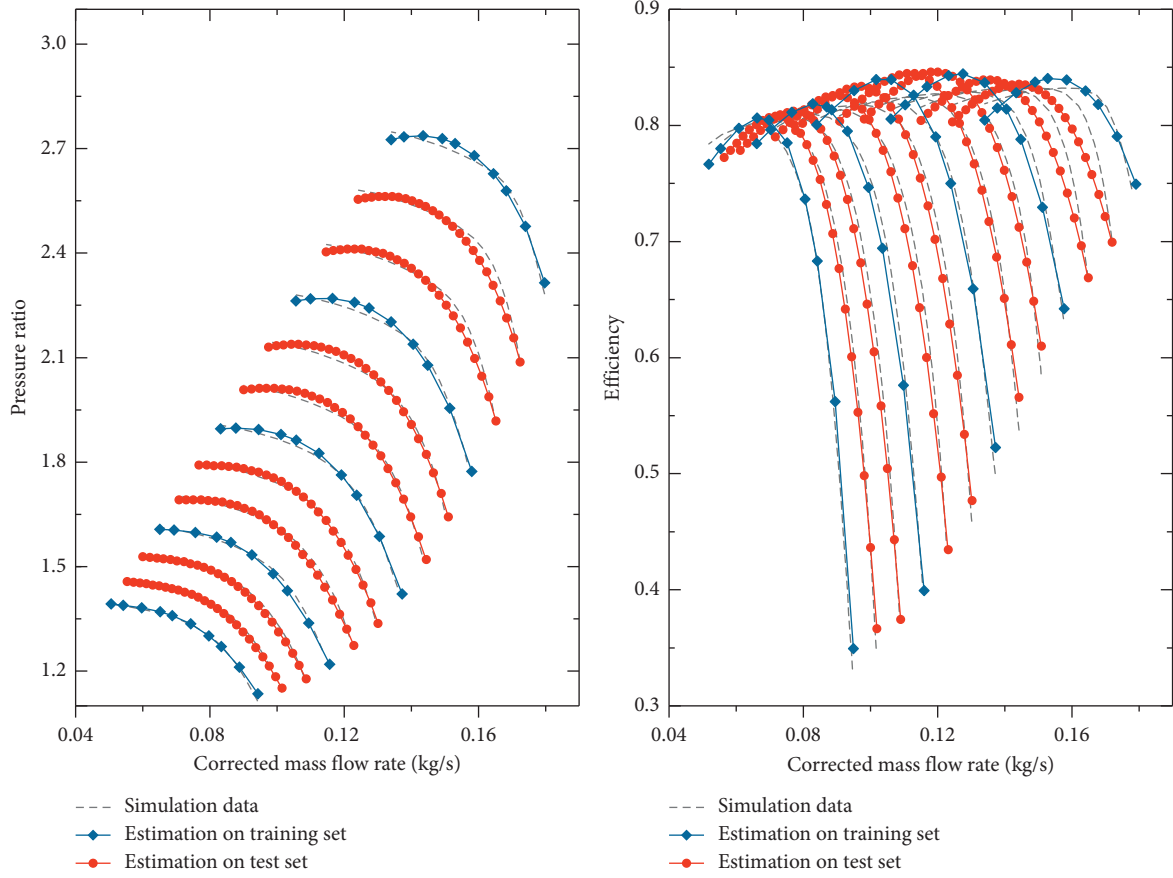 3.0
2.7
2.4
2.1
1.8
1.5
1.2
Pressure ratio
0.04
0.08
0.12
0.16
Corrected mass flow rate (kg/s)
Simulation data
Estimation on training set
Estimation on test set
0.9
0.8
0.7
0.6
0.5
0.4
0.3
Efficiency
0.04
0.08
0.12
0.16
Corrected mass flow rate (kg/s)
Simulation data
Estimation on training set
Estimation on test set